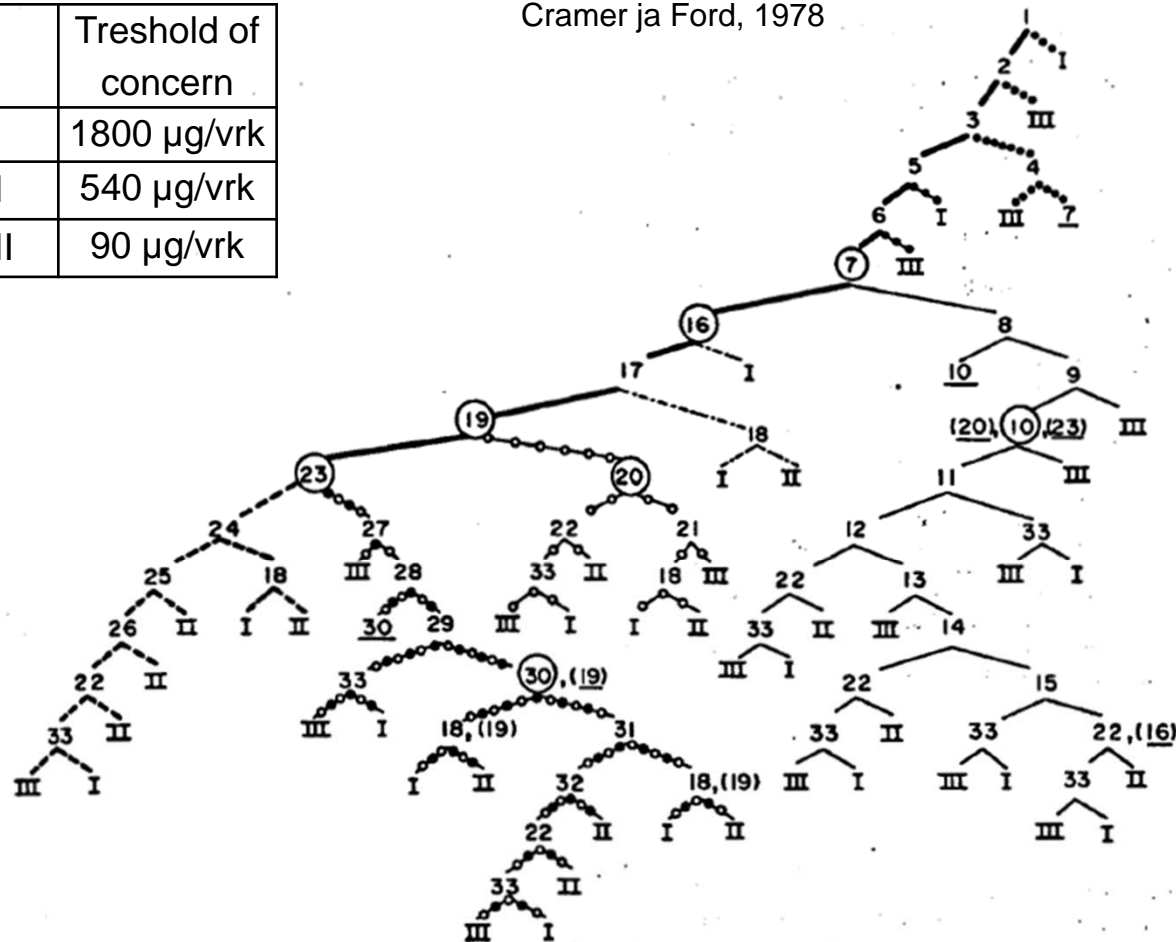 Cramer ja Ford, 1978
Treshold of
concern
1800 µg/vrk
I 540 µg/vrk
II 90 µg/vrk
1
I
2
III
3
5 4
6 I III 7
7 III
16 8
17 I 10 9
19 18 (20), 10, (23) III
23 20 I II 11 III
24 27 22 21 12 33
25 18 III 28 33 II 18 III 22 13 III I
26 II I II 30 29 III I I II 33 II III 14
22 II 33 30, (19) III I 22 15
33 II III I 18, (19) 31 33 II 33 22, (16)
III I I II 32 18, (19) III I III I 33 II
22 II I II III I
33 II
III I